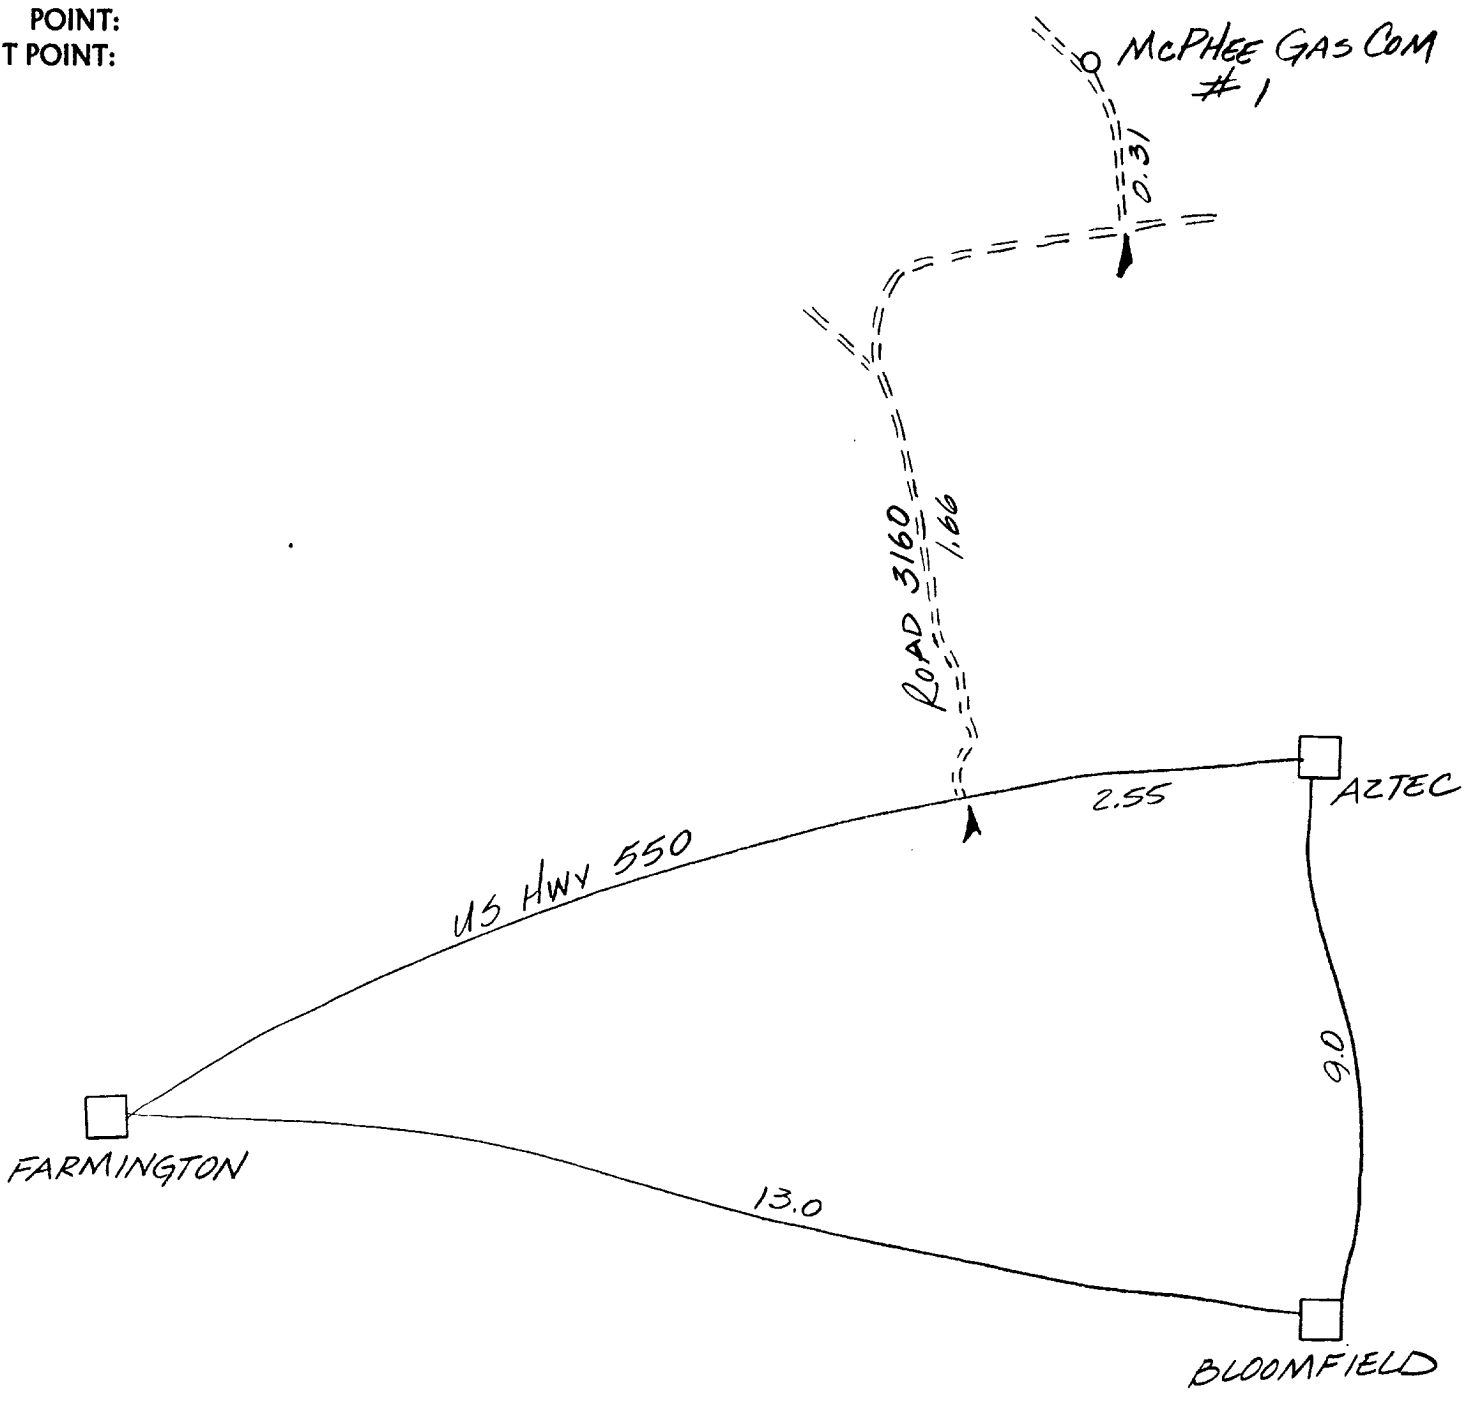 POINT:
T POINT:
McPHEE GAS COM
# 1
0.31
ROAD 3160
1.66
AZTEC
2.55
US HWY 550
9.0
FARMINGTON
13.0
BLOOMFIELD